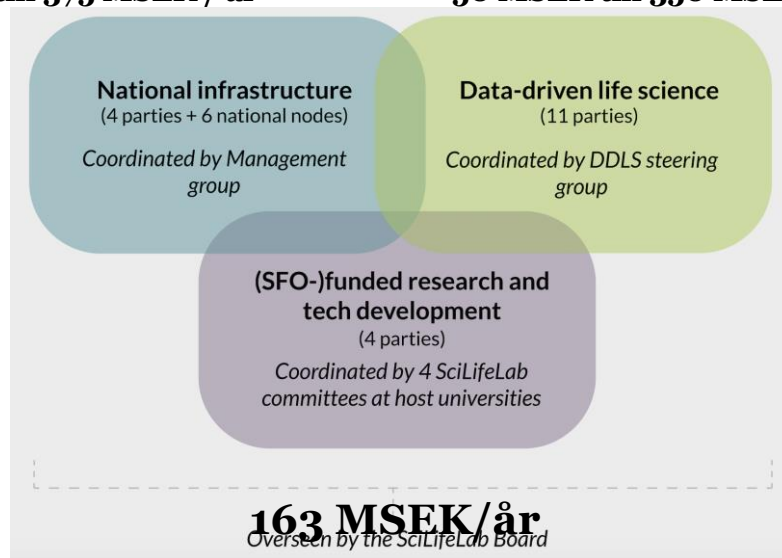 National infrastructure
(4 parties + 6 national nodes)
Coordinated by Management
group
Data-driven life science
(11 parties)
Coordinated by DDLS steering
group
(SFO-)funded research and
tech development
(4 parties)
Coordinated by 4 SciLifeLab
committees at host universities
163 MSEK/år
Overseen by the SciLifeLab Board